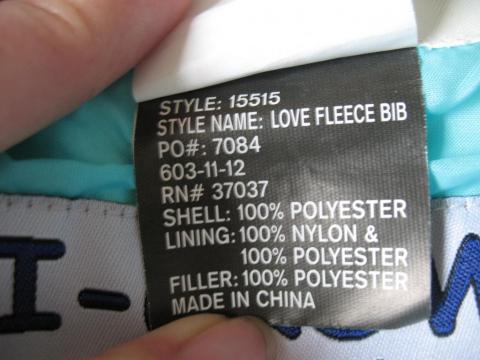 STYLE: 15515
STYLE NAME: LOVE FLEECE BIB
PO#: 7084
603-11-12
RN# 37037
SHELL: 100% POLYESTER
LINING: 100% NYLON &
100% POLYESTER
FILLER: 100% POLYESTER
MADE IN CHINA